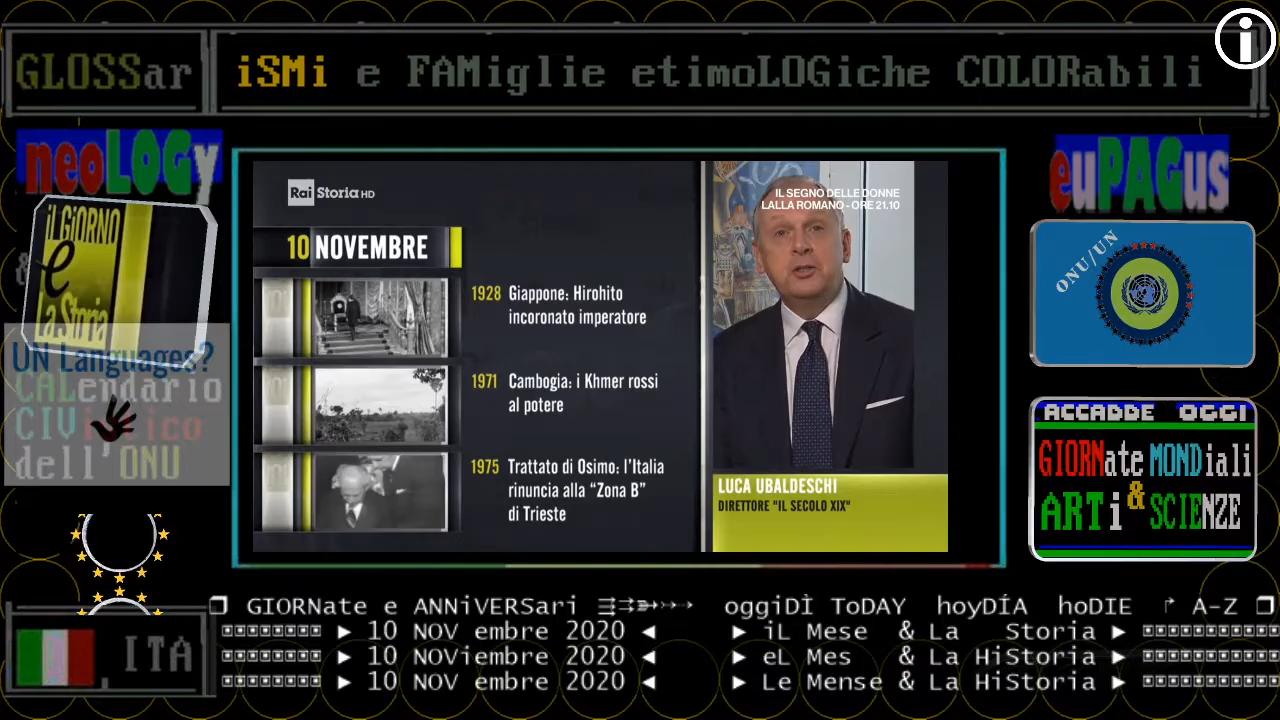 GLOSSar
iSMi e FAMiglie etimoLOGiche COLORabili
neoLOGy
euPAGus
iL GiORNO
e
La Storia
UN Languages?
CALendario
CIVi
dell'ONU
Rai Storia HD
10 NOVEMBRE
1928 Giappone: Hirohito
incoronato imperatore
1971 Cambogia: i Khmer rossi
al potere
1975 Trattato di Osimo: l'Italia
rinuncia alla "Zona B"
di Trieste
IL SEGNO DELLE DONNE
LALLA ROMANO - ORE 21.10
LUCA UBALDESCHI
DIRETTORE "IL SECOLO XIX"
ONU/UN
ACCADDE OGGI
GIORNate MONDiali
&
ARTi SCIENZE
GIORNate e ANNiVERSari oggiDÌ ToDAY hoyDÍA hoDIE A-Z
▶ 10 NOV embre 2020 ◀ ▶ iL Mese & La Storia ▶
▶ 10 NOViembre 2020 ◀ ▶ eL Mes & La HiStoria ▶
▶ 10 NOV embre 2020 ◀ ▶ Le Mense & La HiStoria ▶
ITA